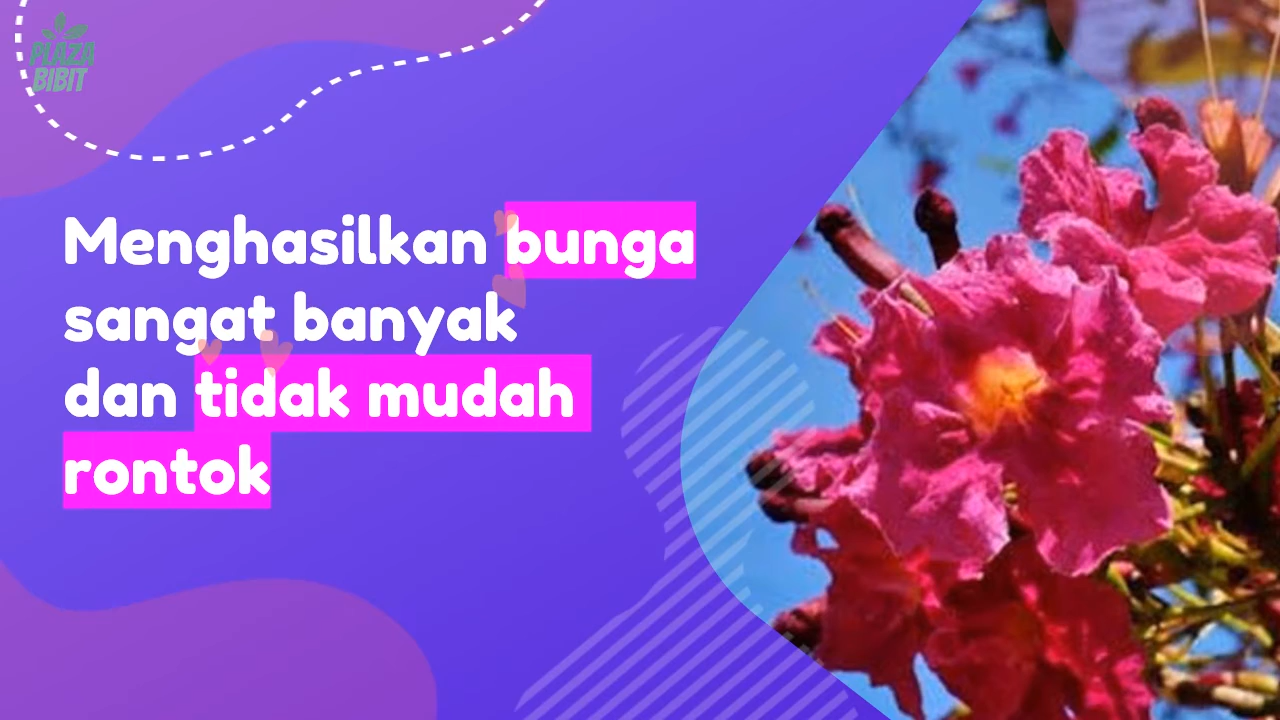 PLAZA
BIBIT
Menghasilkan bunga
sangat banyak
dan tidak mudah
rontok